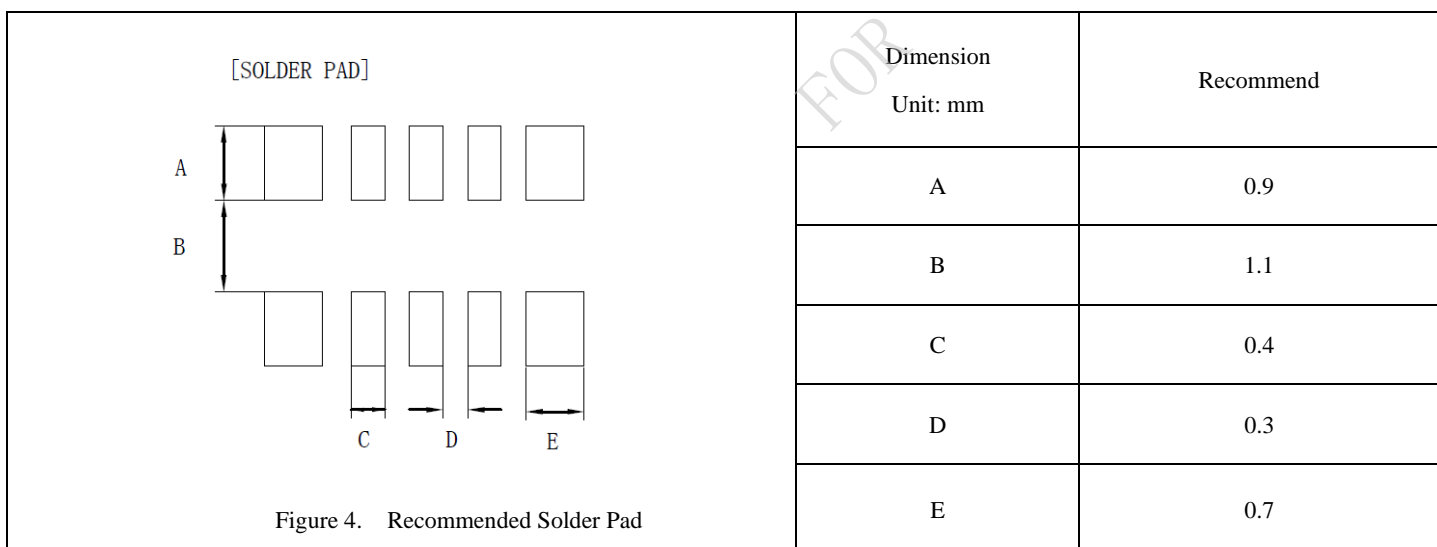 [SOLDER PAD]
A
B
C D E
Figure 4. Recommended Solder Pad
FOR
Dimension
Unit: mm
Recommend
A 0.9
B 1.1
C 0.4
D 0.3
E 0.7